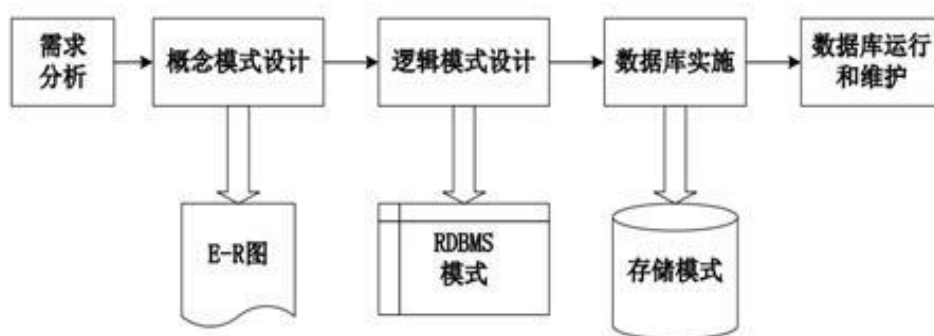 需求
分析
概念模式设计
逻辑模式设计
数据库实施
数据库运行
和维护
E-R图
RDBMS
模式
存储模式